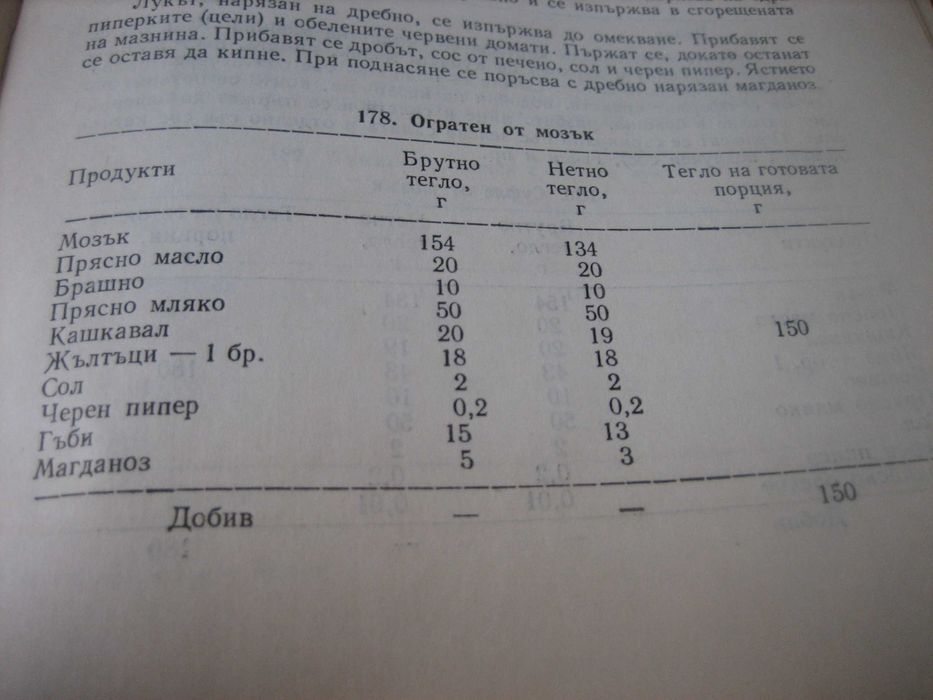 и се изпържва в сгорещената
Лукът, нарязан на дребно, се изпържва до омекване. Прибавят се
пиперките (цели) и обелените червени домати. Пържат се, докато останат
на мазнина. Прибавят се дробът, сос от печено, сол и черен пипер. Ястието
се оставя да кипне. При поднасяне се поръсва с дребно нарязан магданоз.
178. Огратен от мозък
Продукти Брутно тегло, г Нетно тегло, г Тегло на готовата порция, г
Мозък 154 134
Прясно масло 20 20
Брашно 10 10
Прясно мляко 50 50
Кашкавал 20 19 150
Жълтъци — 1 бр. 18 18
Сол 2 2
Черен пипер 0,2 0,2
Гъби 15 13
Магданоз 5 3
Добив — — 150